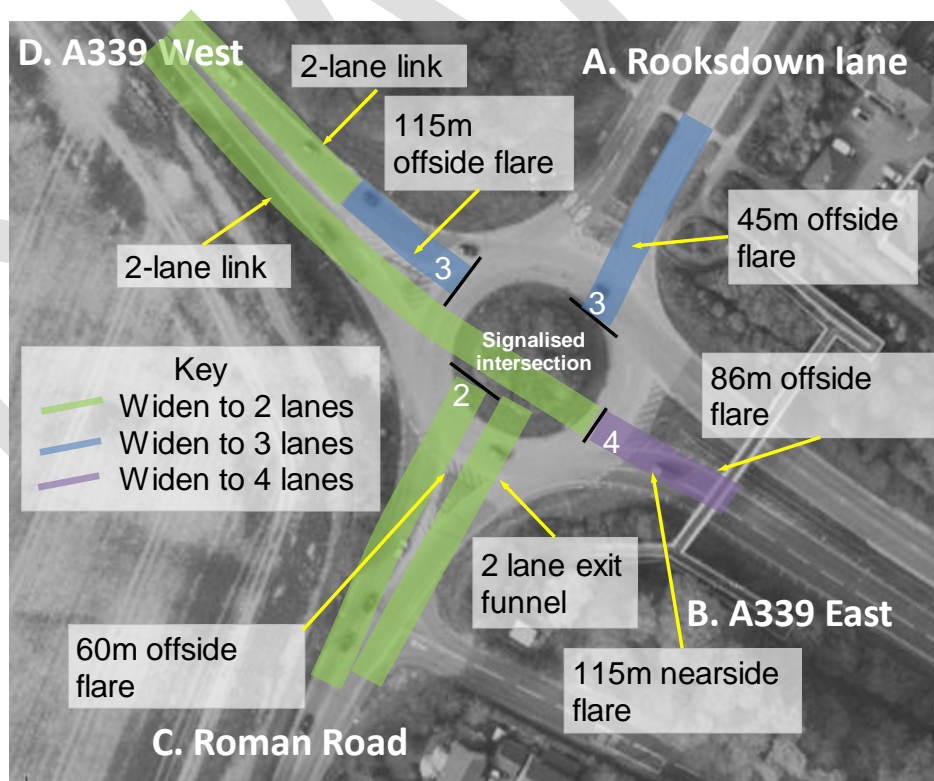 D. A339 West
2-lane link
A. Rooksdown lane
115m
offside flare
45m offside
flare
2-lane link
3
3
Signalised
intersection
Key
Widen to 2 lanes
Widen to 3 lanes
Widen to 4 lanes
2
4
86m offside
flare
2 lane exit
funnel
B. A339 East
60m offside
flare
115m nearside
flare
C. Roman Road